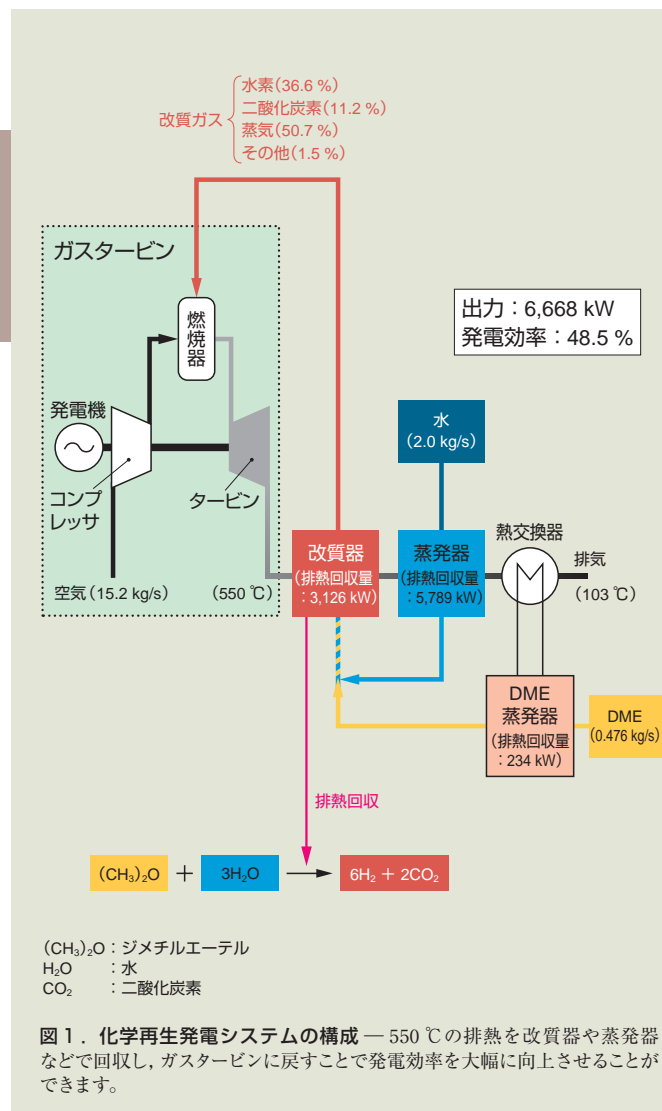 改質ガス
水素(36.6 %)
二酸化炭素(11.2 %)
蒸気(50.7 %)
その他(1.5 %)
ガスタービン
燃焼器
発電機
コンプ
レッサ
タービン
空気(15.2 kg/s)
(550 ℃)
出力：6,668 kW
発電効率：48.5 %
水
(2.0 kg/s)
改質器
(排熱回収量
：3,126 kW)
蒸発器
(排熱回収量
：5,789 kW)
熱交換器
排気
(103 ℃)
DME
蒸発器
(排熱回収量
：234 kW)
DME
(0.476 kg/s)
排熱回収
(CH₃)₂O + 3H₂O → 6H₂ + 2CO₂
(CH₃)₂O：ジメチルエーテル
H₂O ：水
CO₂ ：二酸化炭素
図1．化学再生発電システムの構成 — 550 ℃の排熱を改質器や蒸発器
などで回収し，ガスタービンに戻すことで発電効率を大幅に向上させることが
できます。